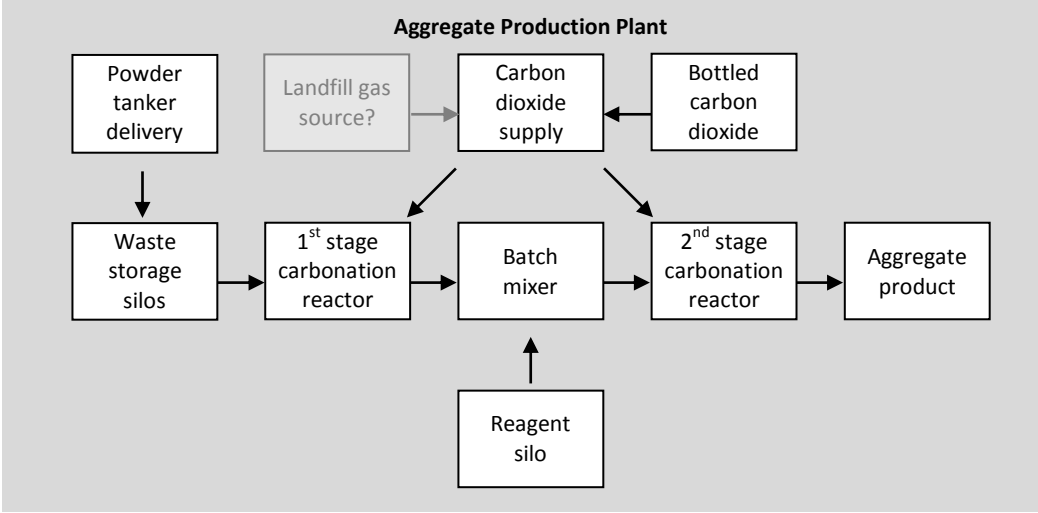 Aggregate Production Plant
Powder
tanker
delivery
Landfill gas
source?
Carbon
dioxide
supply
Bottled
carbon
dioxide
Waste
storage
silos
1st stage
carbonation
reactor
Batch
mixer
2nd stage
carbonation
reactor
Aggregate
product
Reagent
silo